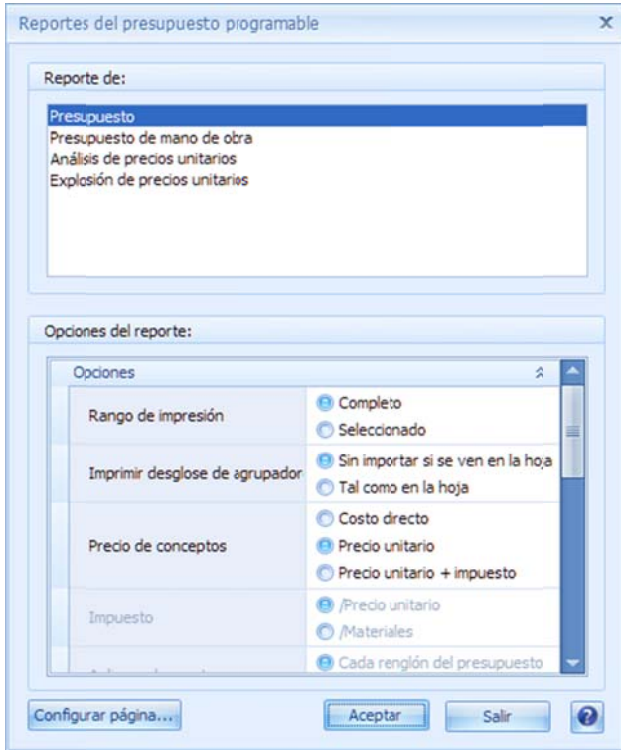 Reportes del presupuesto programable
Reporte de:
Presupuesto
Presupuesto de mano de obra
Análisis de precios unitarios
Explosión de precios unitarios
Opciones del reporte:
Opciones
Rango de impresión
Completo
Seleccionado
Imprimir desglose de agrupador
Sin importar si se ven en la hoja
Tal como en la hoja
Precio de conceptos
Costo directo
Precio unitario
Precio unitario + impuesto
Impuesto
/Precio unitario
/Materiales
Cada renglón del presupuesto
Configurar página...
Aceptar
Salir
?